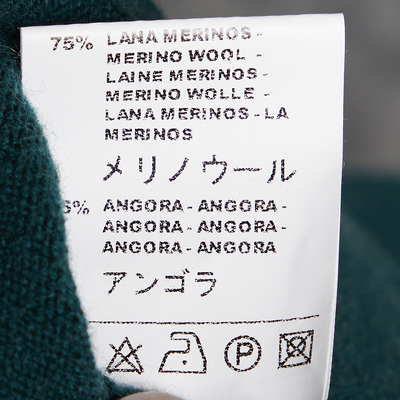 75% LANA MERINOS -
MERINO WOOL -
LAINE MERINOS -
MERINO WOLLE -
LANA MERINOS - LA
MERINOS
メリノウール
5% ANGORA - ANGORA -
ANGORA - ANGORA -
ANGORA - ANGORA
アンゴラ
P